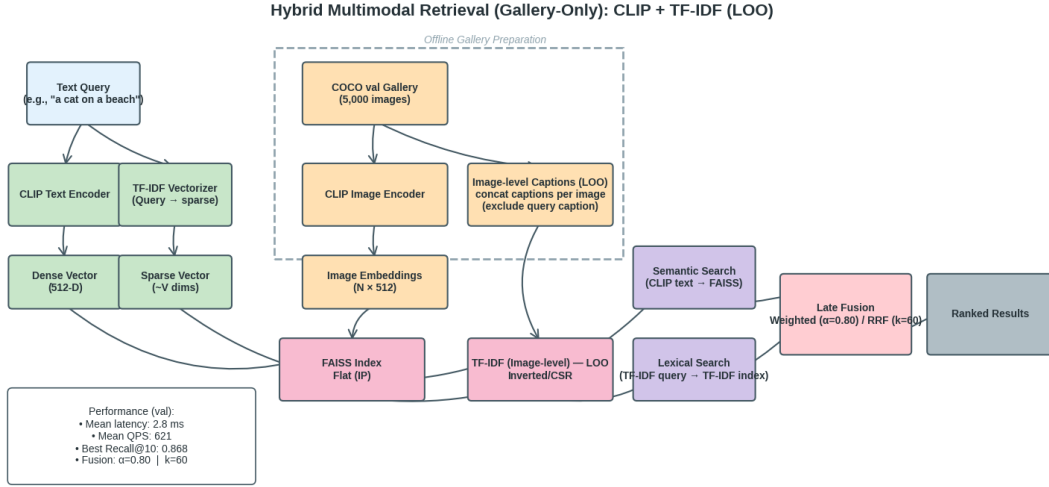 Hybrid Multimodal Retrieval (Gallery-Only): CLIP + TF-IDF (LOO)
Offline Gallery Preparation
Text Query
(e.g., "a cat on a beach")
COCO val Gallery
(5,000 images)
CLIP Text Encoder
TF-IDF Vectorizer
(Query → sparse)
CLIP Image Encoder
Image-level Captions (LOO)
concat captions per image
(exclude query caption)
Dense Vector
(512-D)
Sparse Vector
(~V dims)
Image Embeddings
(N × 512)
Semantic Search
(CLIP text → FAISS)
Late Fusion
Weighted (α=0.80) / RRF (k=60)
Ranked Results
FAISS Index
Flat (IP)
TF-IDF (Image-level) — LOO
Inverted/CSR
Lexical Search
(TF-IDF query → TF-IDF index)
Performance (val):
• Mean latency: 2.8 ms
• Mean QPS: 621
• Best Recall@10: 0.868
• Fusion: α=0.80 | k=60